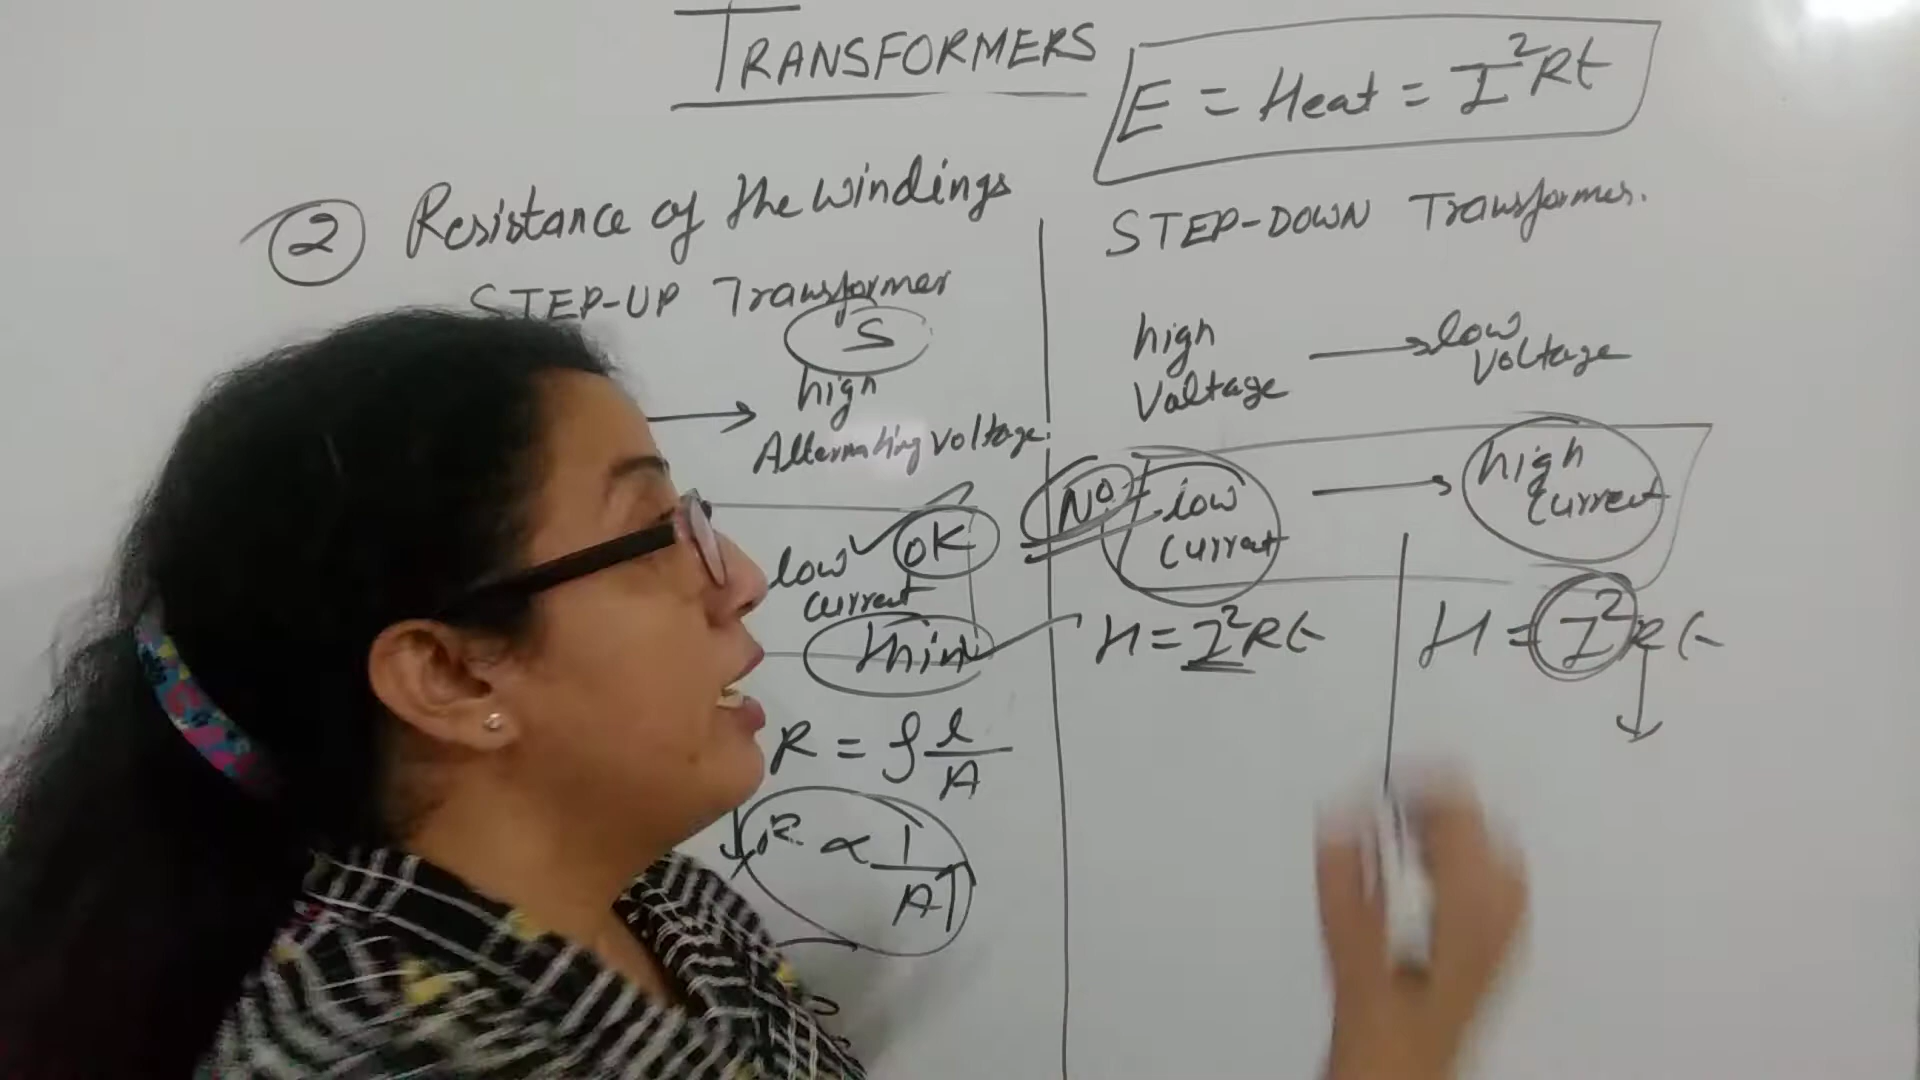 TRANSFORMERS
E = Heat = I²Rt
② Resistance of the windings
STEP-UP Transformer
S
high
Alternating voltage
low
OK
current
thin
R = ρ l/A
R ∝ 1/A↑
STEP-DOWN Transformer.
high Voltage → low Voltage
No
low current → high current
H = I²Rt
H = I²Rt